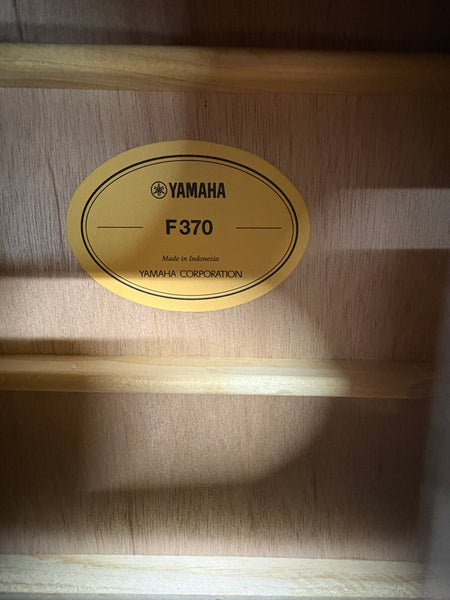 YAMAHA
F370
Made in Indonesia
YAMAHA CORPORATION